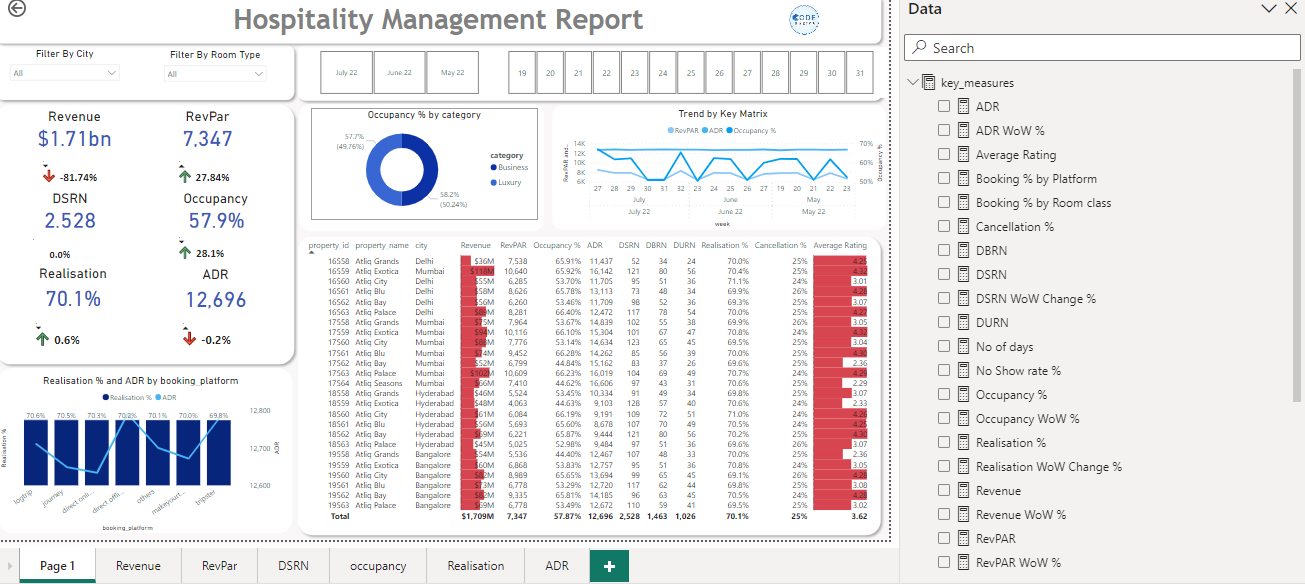 Hospitality Management Report
CODE
Filter By City
Filter By Room Type
All
All
July 22 June 22 May 22
19 20 21 22 23 24 25 26 27 28 29 30 31
Revenue
RevPar
$1.71bn
7,347
-81.74%
27.84%
DSRN
Occupancy
2.528
57.9%
0.0%
28.1%
Realisation
ADR
70.1%
12,696
0.6%
-0.2%
Occupancy % by category
57.7%
(49.76%)
58.2%
(50.24%)
category
Business
Luxury
Trend by Key Matrix
RevPAR ADR Occupancy %
RevPAR and...
14K
12K
10K
8K
6K
70%
60%
50%
Occupancy %
27 28 29 30 31 32 23 24 25 26 27 19 20 21 22 23
July June May
July 22 June 22 May 22
week
Realisation % and ADR by booking_platform
Realisation % ADR
70.6% 70.5% 70.3% 70.2% 70.1% 70.0% 69.8%
Realisation %
12,800
12,700
12,600
ADR
logtrip journey direct onli... direct offli... others makeyourt... tripster
booking_platform
property_id property_name city Revenue RevPAR Occupancy % ADR DSRN DBRN DURN Realisation % Cancellation % Average Rating
16558 Atliq Grands Delhi $36M 7,538 65.91% 11,437 52 34 24 70.0% 25% 4.25
16559 Atliq Exotica Mumbai $118M 10,640 65.92% 16,142 121 80 56 70.4% 25% 4.32
16560 Atliq City Delhi $55M 6,285 53.70% 11,705 95 51 36 71.1% 24% 3.01
16561 Atliq Blu Delhi $58M 8,626 65.78% 13,113 73 48 34 69.9% 26% 4.28
16562 Atliq Bay Delhi $56M 6,260 53.46% 11,709 98 52 36 69.3% 25% 3.07
16563 Atliq Palace Delhi $89M 8,281 66.40% 12,472 117 78 54 70.0% 25% 4.27
17558 Atliq Grands Mumbai $75M 7,964 53.67% 14,839 102 55 38 69.9% 26% 3.05
17559 Atliq Exotica Mumbai $94M 10,116 66.10% 15,304 101 67 47 70.8% 24% 4.32
17560 Atliq City Mumbai $88M 7,776 53.14% 14,634 123 65 45 69.5% 25% 3.04
17561 Atliq Blu Mumbai $74M 9,452 66.28% 14,262 85 56 39 70.0% 25% 4.30
17562 Atliq Bay Mumbai $52M 6,799 44.84% 15,162 83 37 26 69.6% 25% 2.36
17563 Atliq Palace Mumbai $102M 10,609 66.23% 16,019 104 69 49 70.7% 24% 4.29
17564 Atliq Seasons Mumbai $66M 7,410 44.62% 16,606 97 43 31 70.6% 25% 2.29
18558 Atliq Grands Hyderabad $46M 5,524 53.45% 10,334 91 49 34 69.8% 25% 3.07
18559 Atliq Exotica Hyderabad $48M 4,063 44.63% 9,103 128 57 40 70.6% 24% 2.33
18560 Atliq City Hyderabad $61M 6,084 66.19% 9,191 109 72 51 71.0% 24% 4.26
18561 Atliq Blu Hyderabad $56M 5,693 65.60% 8,678 107 70 49 70.5% 24% 4.25
18562 Atliq Bay Hyderabad $69M 6,221 65.87% 9,444 121 80 56 70.2% 25% 4.30
18563 Atliq Palace Hyderabad $45M 5,025 52.98% 9,484 97 51 36 69.6% 26% 3.07
19558 Atliq Grands Bangalore $54M 5,536 44.40% 12,467 107 48 33 70.0% 25% 2.36
19559 Atliq Exotica Bangalore $60M 6,868 53.83% 12,757 95 51 36 70.8% 24% 3.05
19560 Atliq City Bangalore $82M 8,989 65.65% 13,694 99 65 45 69.1% 26% 4.28
19561 Atliq Blu Bangalore $73M 6,778 53.29% 12,720 117 62 44 69.8% 25% 3.08
19562 Atliq Bay Bangalore $82M 9,335 65.81% 14,185 96 63 45 70.5% 24% 4.28
19563 Atliq Palace Bangalore $69M 6,778 53.49% 12,672 110 59 41 69.5% 25% 3.02
Total $1,709M 7,347 57.87% 12,696 2,528 1,463 1,026 70.1% 25% 3.62
Page 1 Revenue RevPar DSRN occupancy Realisation ADR +
Data
Search
key_measures
ADR
ADR WoW %
Average Rating
Booking % by Platform
Booking % by Room class
Cancellation %
DBRN
DSRN
DSRN WoW Change %
DURN
No of days
No Show rate %
Occupancy %
Occupancy WoW %
Realisation %
Realisation WoW Change %
Revenue
Revenue WoW %
RevPAR
RevPAR WoW %